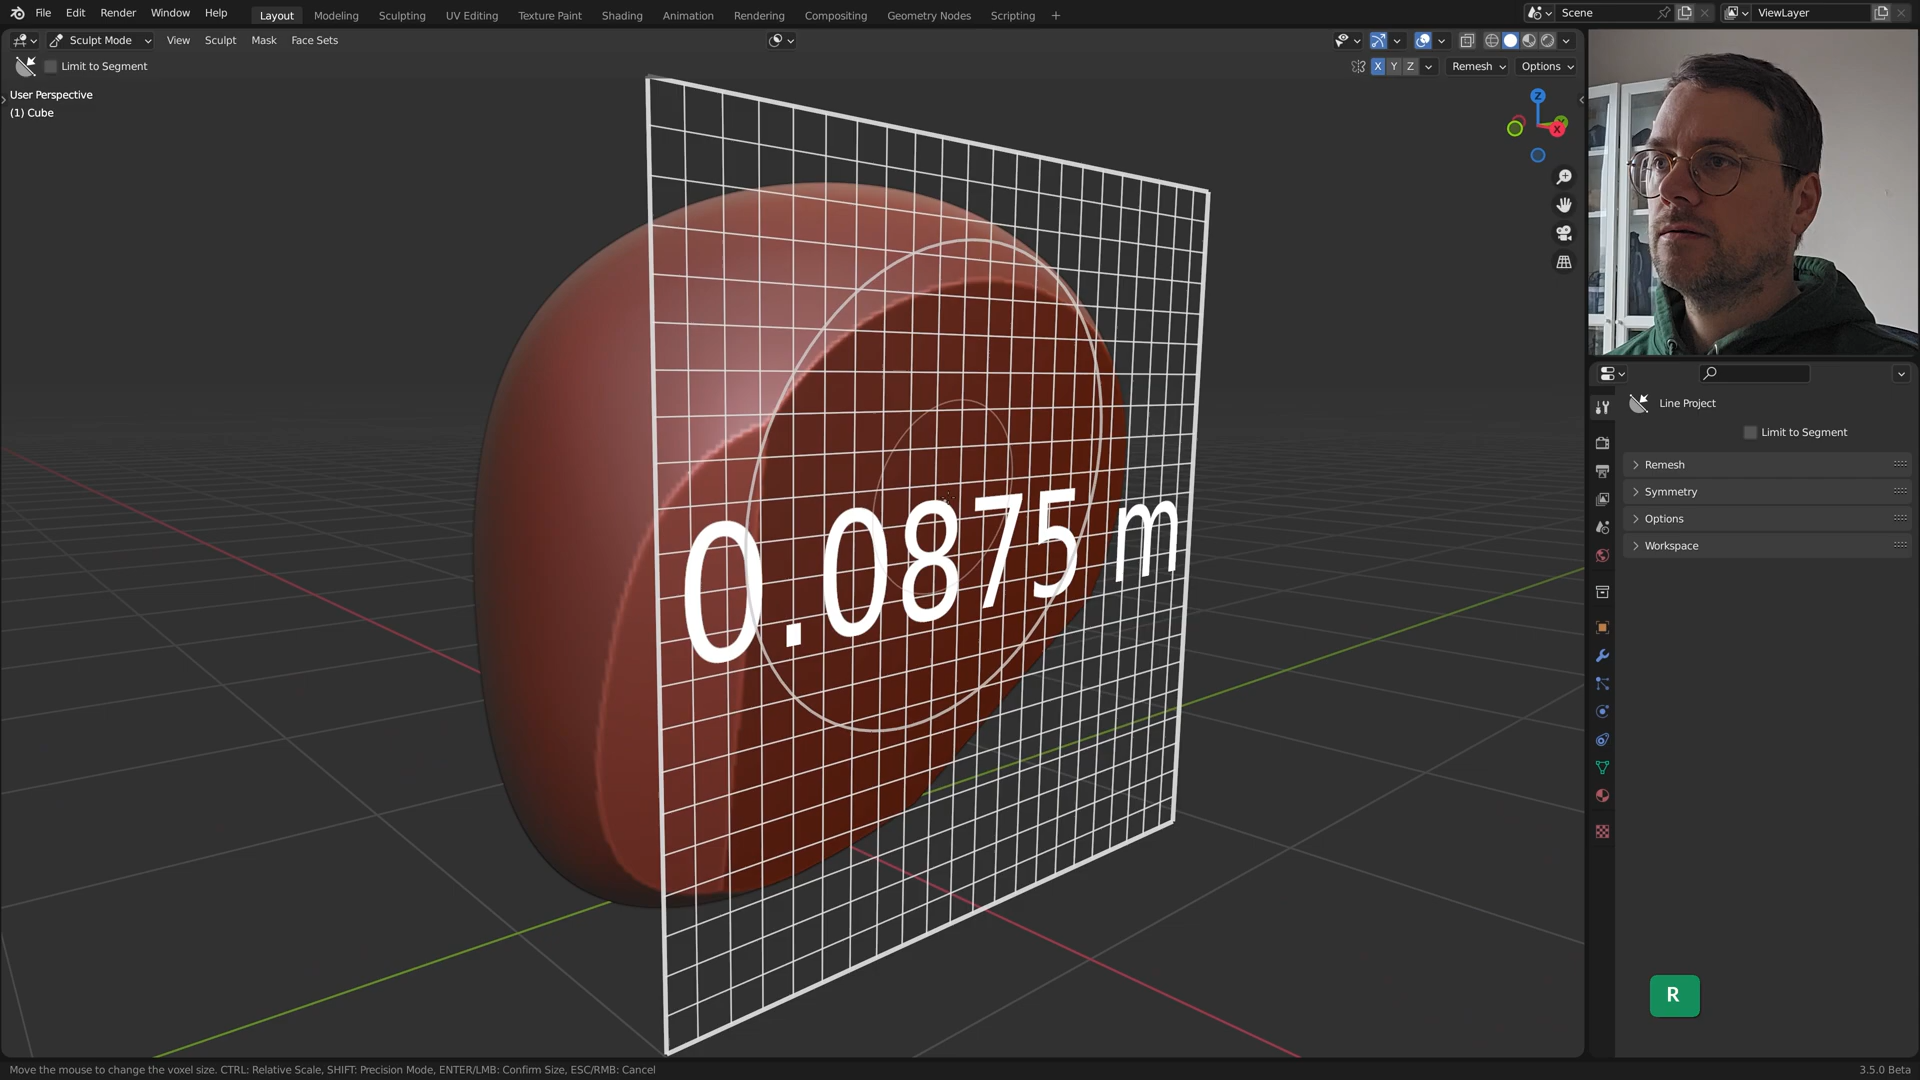 File Edit Render Window Help Layout Modeling Sculpting UV Editing Texture Paint Shading Animation Rendering Compositing Geometry Nodes Scripting + Scene ViewLayer
Sculpt Mode View Sculpt Mask Face Sets
Limit to Segment X Y Z Remesh Options
User Perspective
(1) Cube
Z
X
Line Project
Limit to Segment
Remesh
Symmetry
Options
Workspace
0.0875 m
R
Move the mouse to change the voxel size. CTRL: Relative Scale, SHIFT: Precision Mode, ENTER/LMB: Confirm Size, ESC/RMB: Cancel
3.5.0 Beta